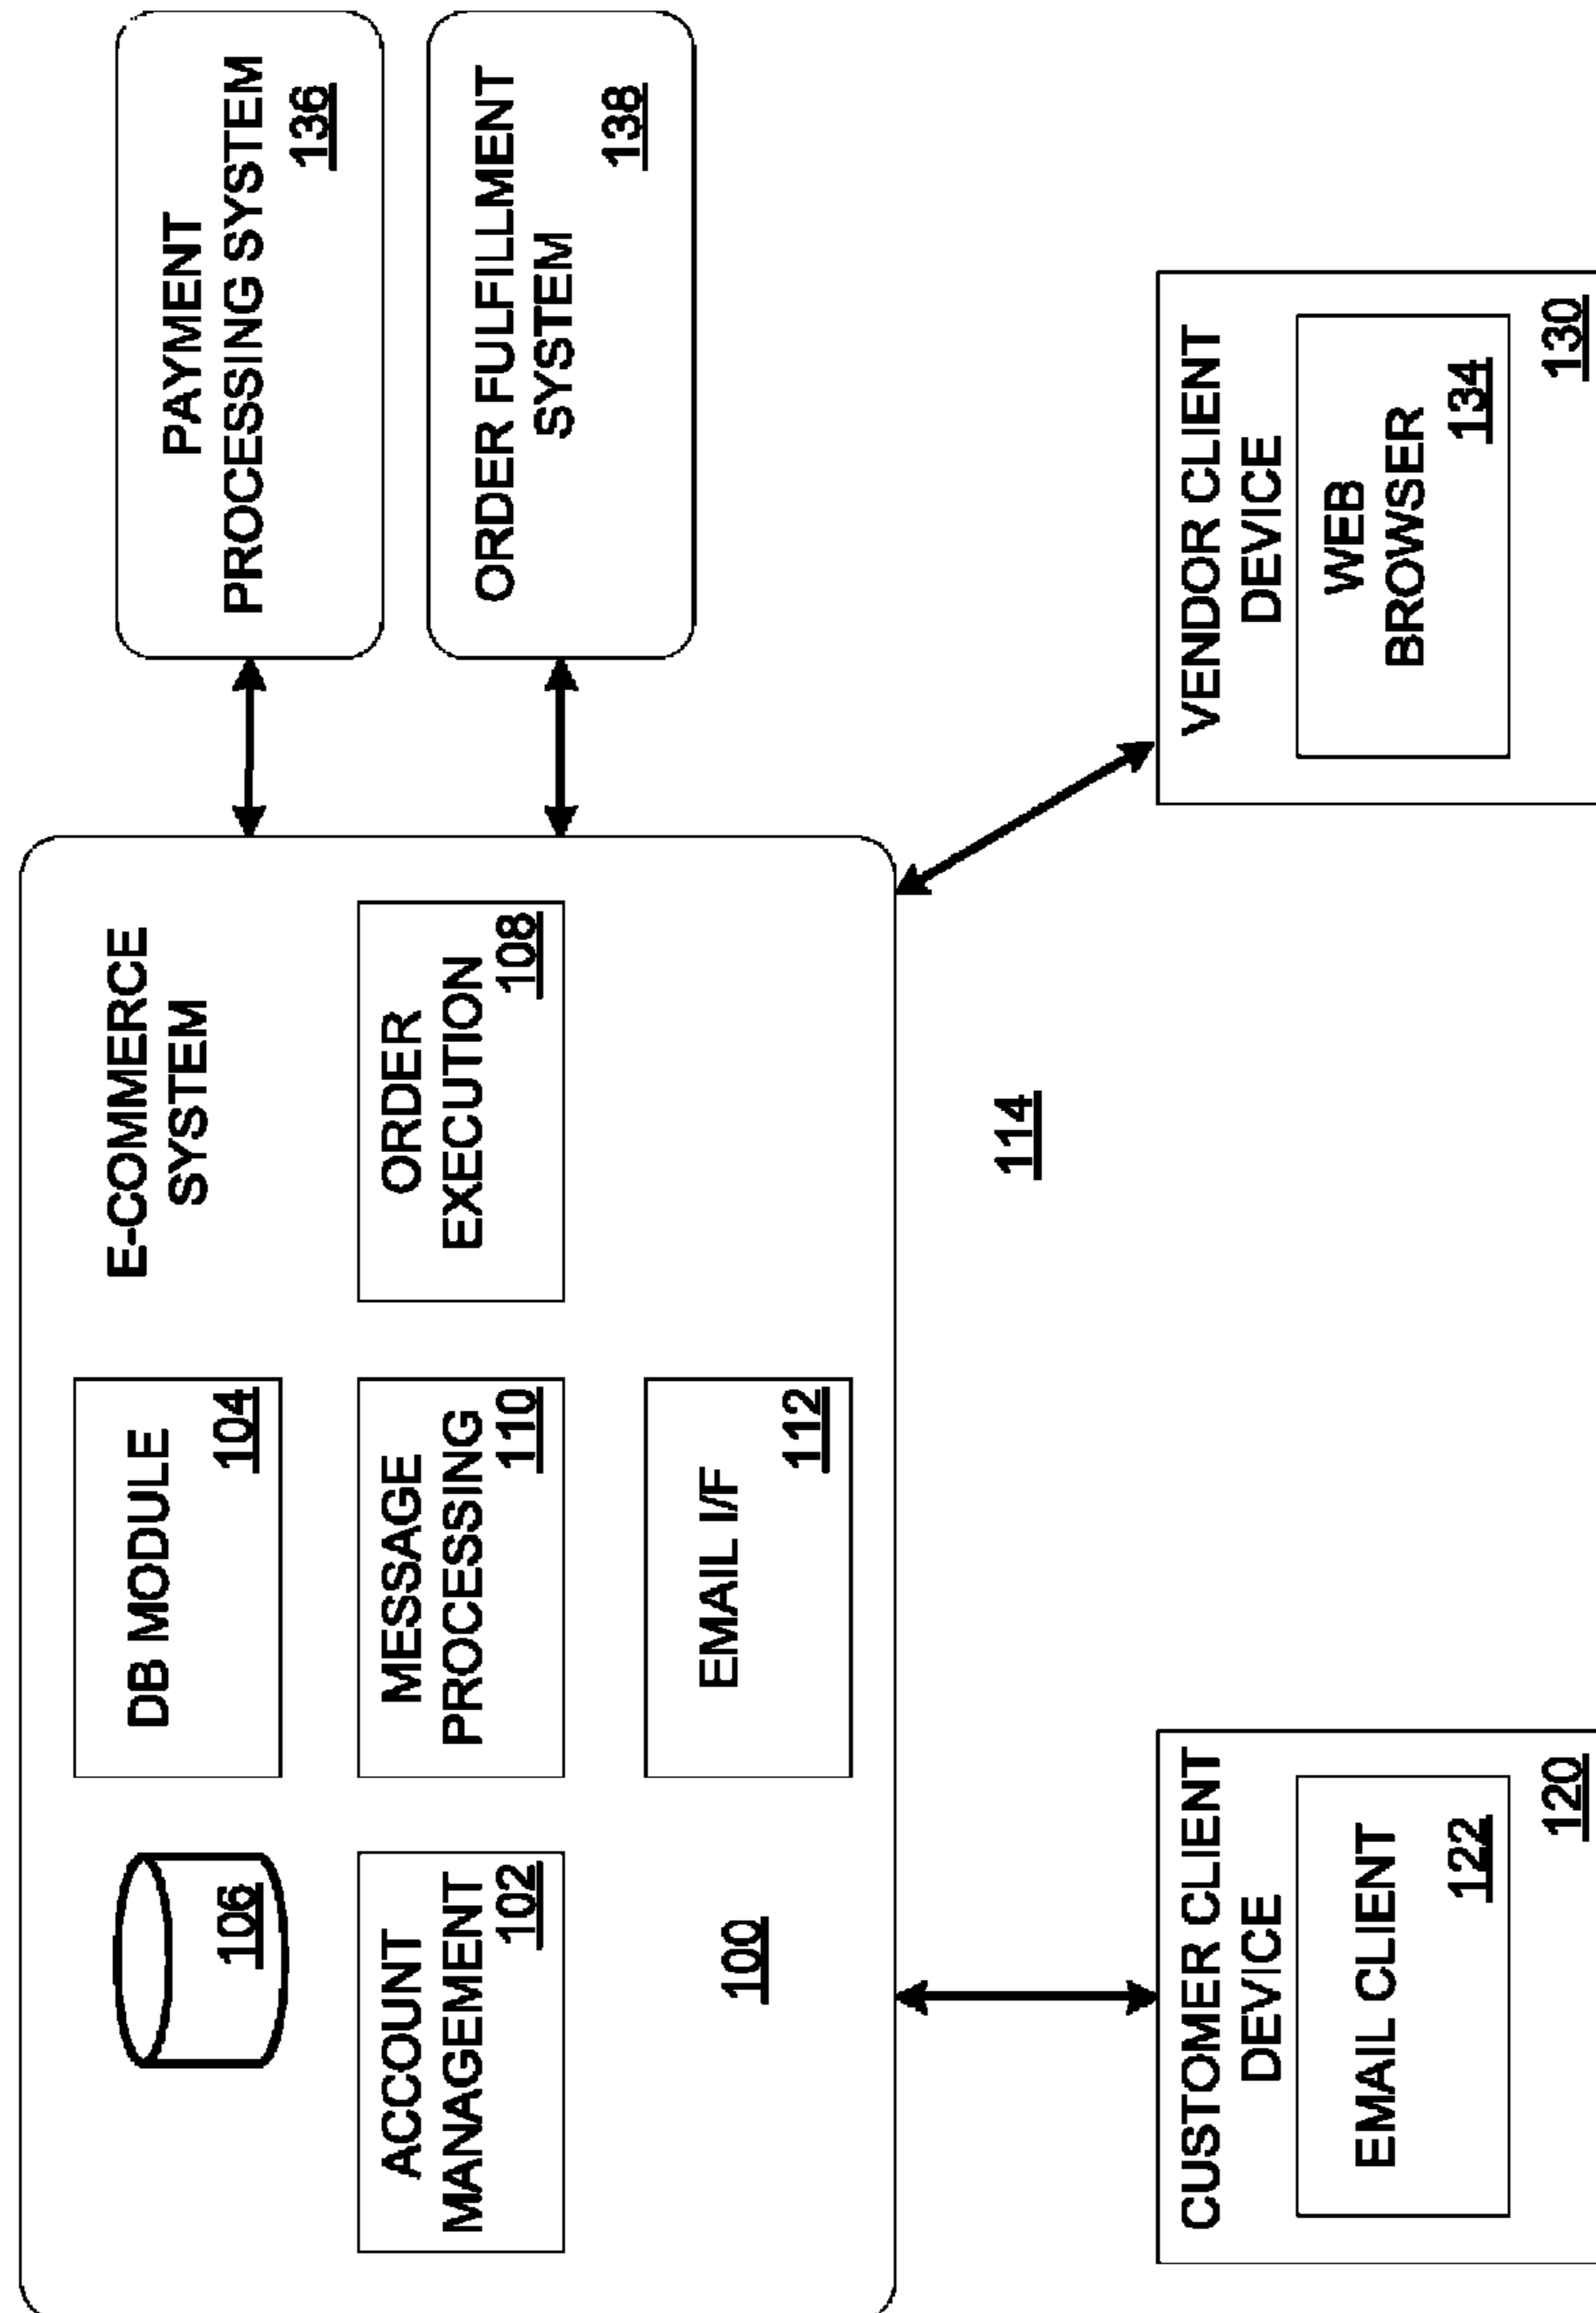 E-COMMERCE
SYSTEM
106
DB MODULE
104
ACCOUNT
MANAGEMENT
102
MESSAGE
PROCESSING
110
ORDER
EXECUTION
108
100
EMAIL I/F
112
PAYMENT
PROCESSING SYSTEM
136
ORDER FULFILLMENT
SYSTEM
138
114
CUSTOMER CLIENT
DEVICE
EMAIL CLIENT
122
120
VENDOR CLIENT
DEVICE
WEB
BROWSER
134
130